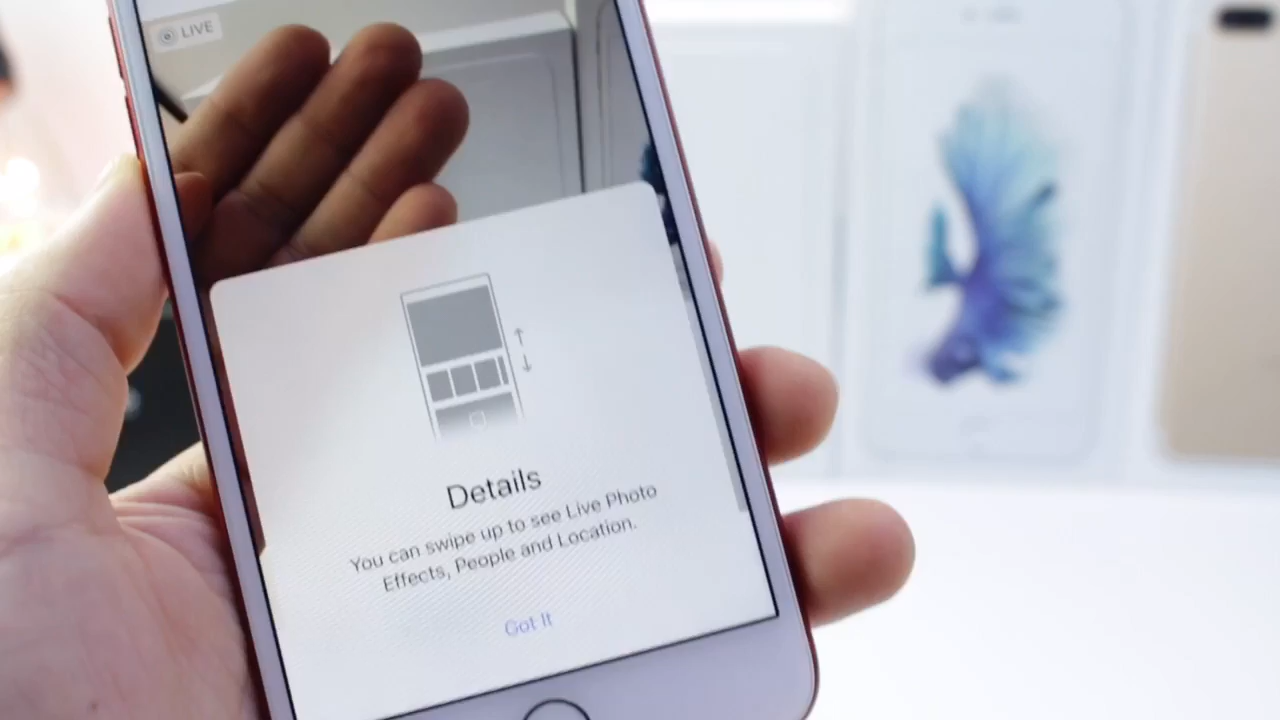 LIVE
Details
You can swipe up to see Live Photo
Effects, People and Location.
Got It